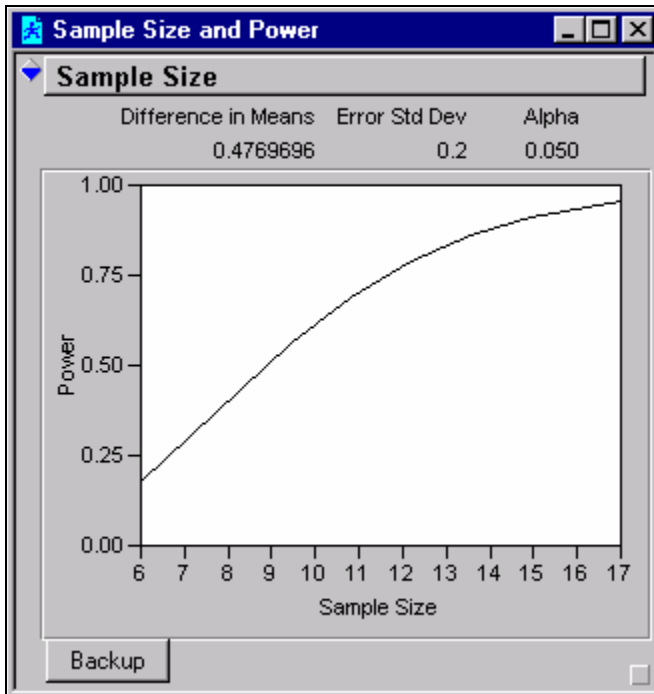 Sample Size and Power
Sample Size
Difference in Means Error Std Dev Alpha
0.4769696 0.2 0.050
1.00
0.75
0.50
0.25
0.00
Power
6 7 8 9 10 11 12 13 14 15 16 17
Sample Size
Backup